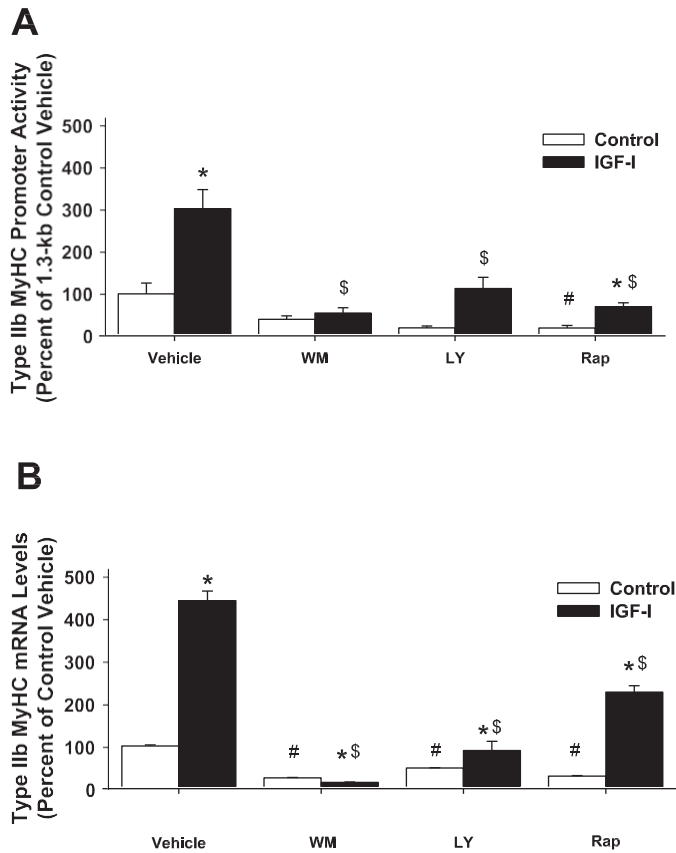 A
Type IIb MyHC Promoter Activity
(Percent of 1.3-kb Control Vehicle)
500
400
300
200
100
0
*
$
$
#
* $
Control
IGF-I
Vehicle WM LY Rap
B
Type IIb MyHC mRNA Levels
(Percent of Control Vehicle)
500
400
300
200
100
0
*
#
* $
#
* $
#
* $
Control
IGF-I
Vehicle WM LY Rap